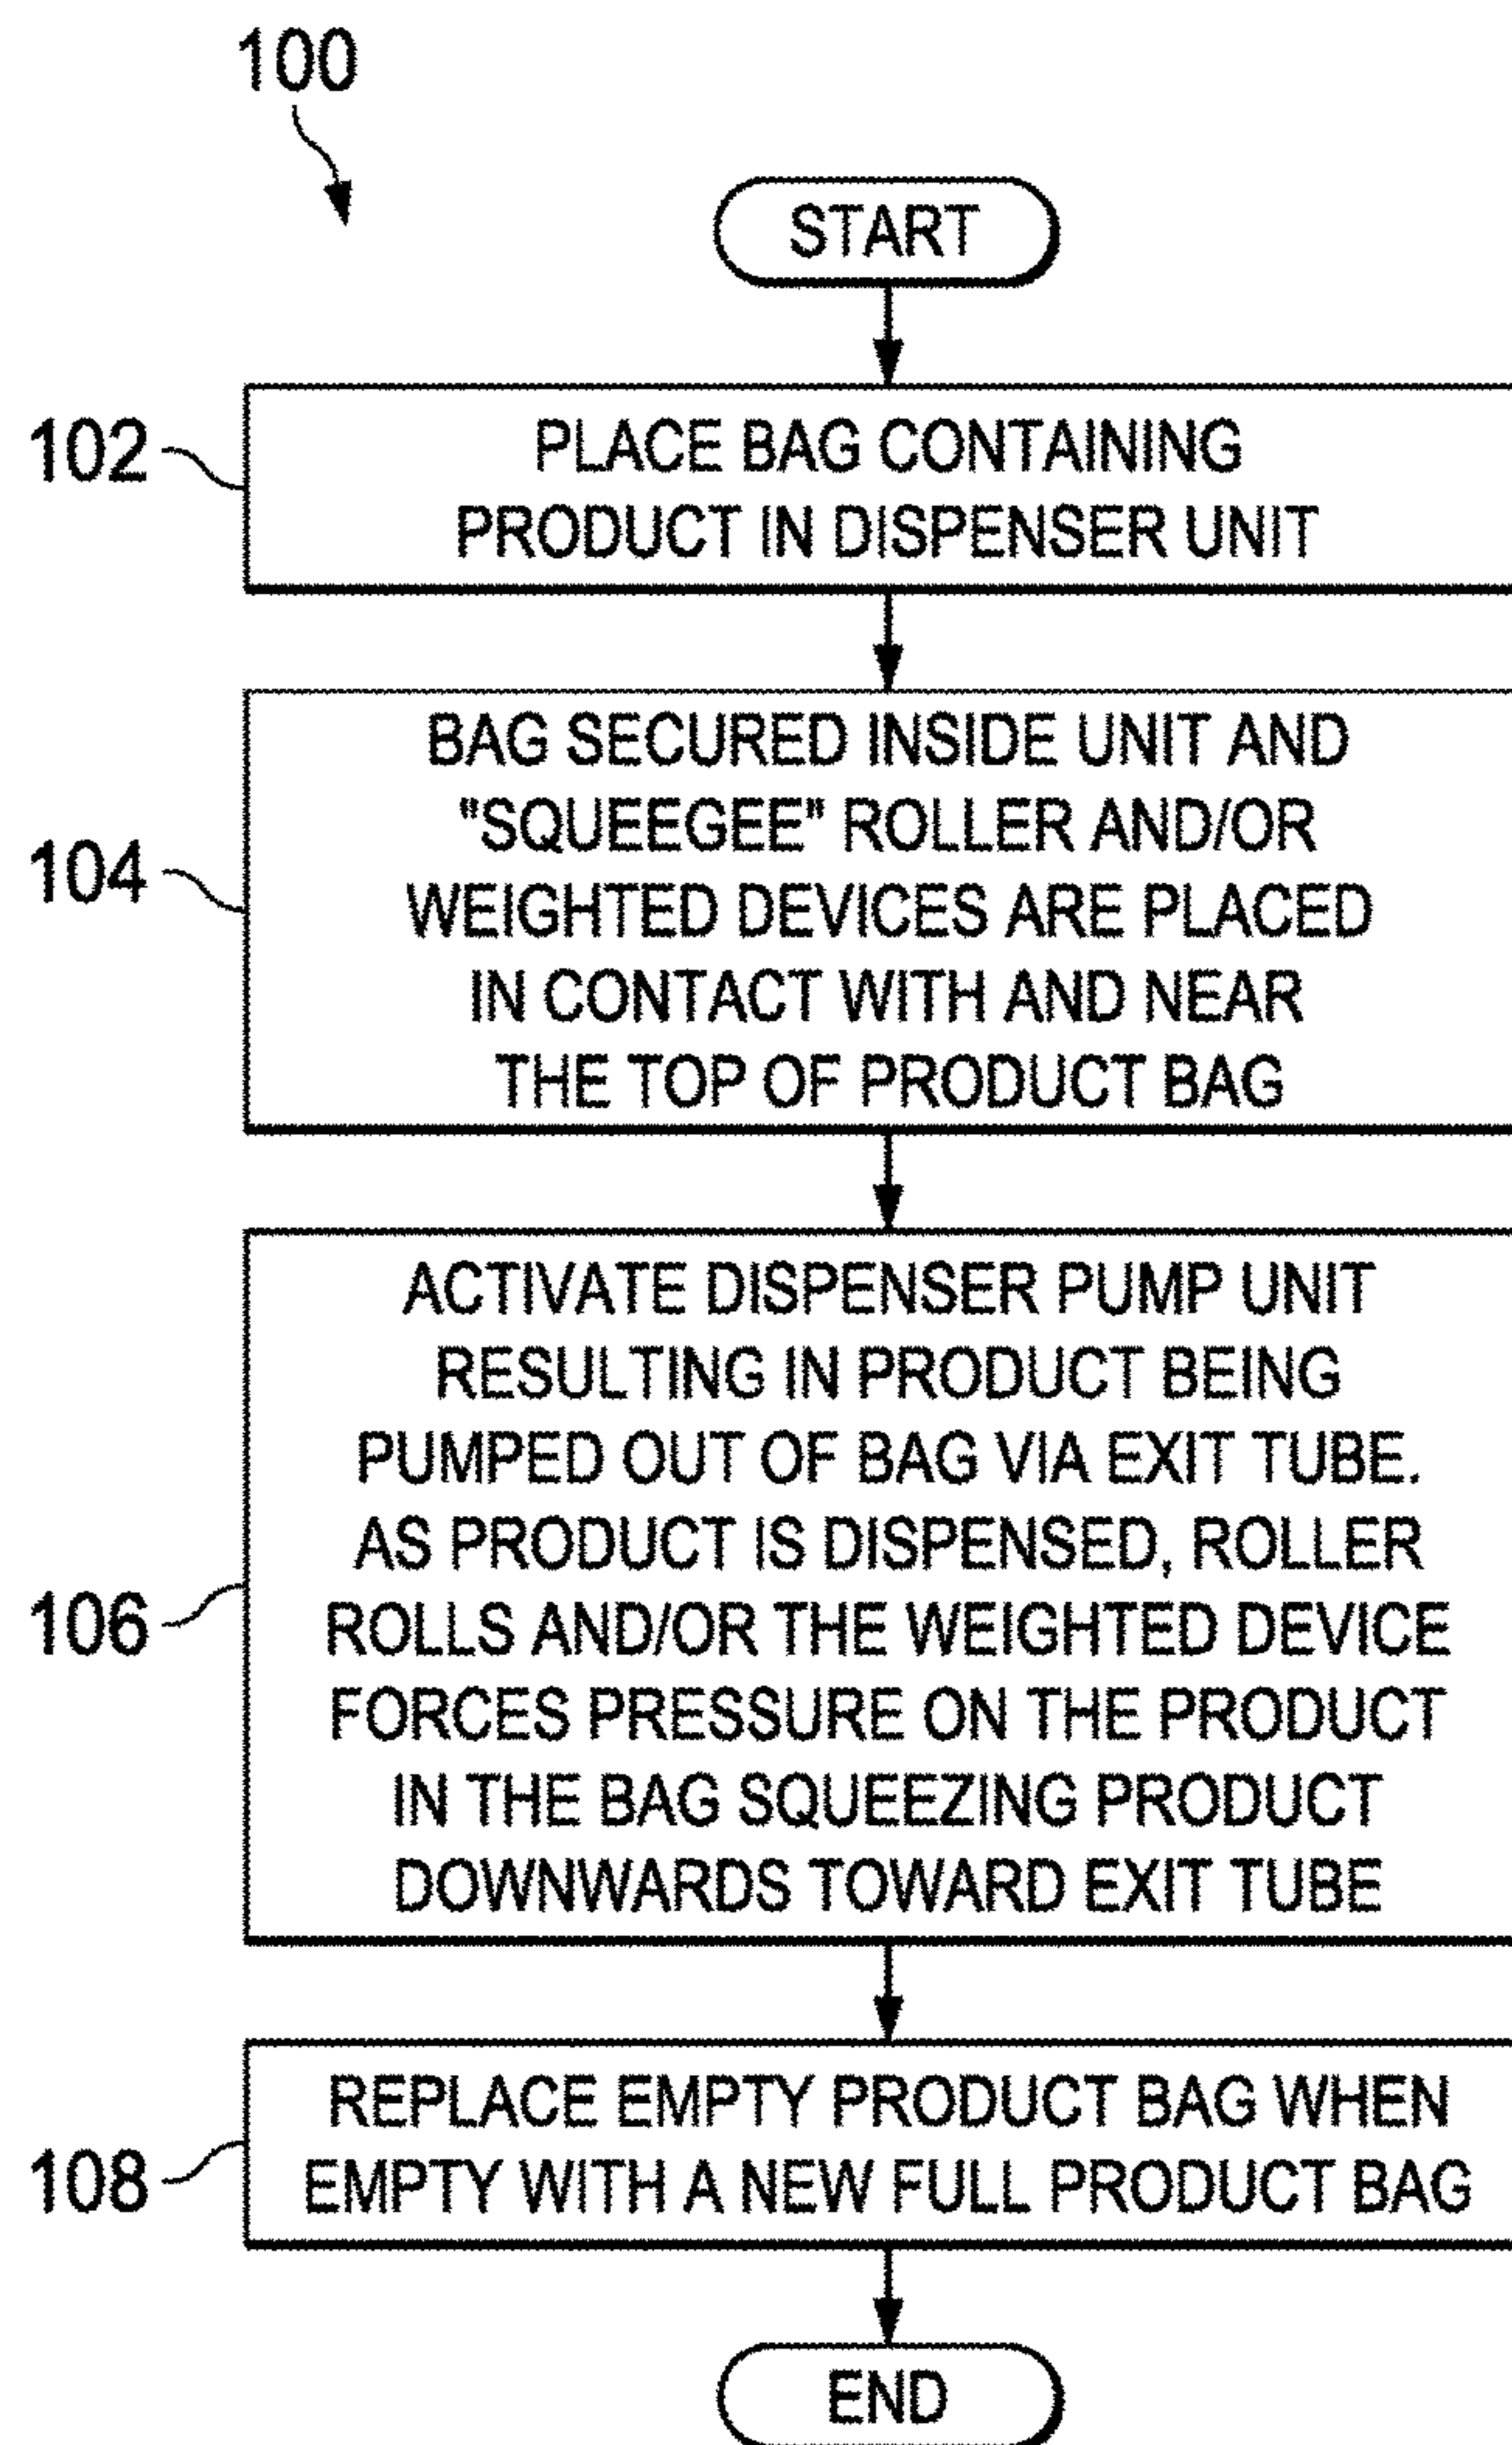 100
START
102
PLACE BAG CONTAINING
PRODUCT IN DISPENSER UNIT
104
BAG SECURED INSIDE UNIT AND
"SQUEEGEE" ROLLER AND/OR
WEIGHTED DEVICES ARE PLACED
IN CONTACT WITH AND NEAR
THE TOP OF PRODUCT BAG
106
ACTIVATE DISPENSER PUMP UNIT
RESULTING IN PRODUCT BEING
PUMPED OUT OF BAG VIA EXIT TUBE.
AS PRODUCT IS DISPENSED, ROLLER
ROLLS AND/OR THE WEIGHTED DEVICE
FORCES PRESSURE ON THE PRODUCT
IN THE BAG SQUEEZING PRODUCT
DOWNWARDS TOWARD EXIT TUBE
108
REPLACE EMPTY PRODUCT BAG WHEN
EMPTY WITH A NEW FULL PRODUCT BAG
END